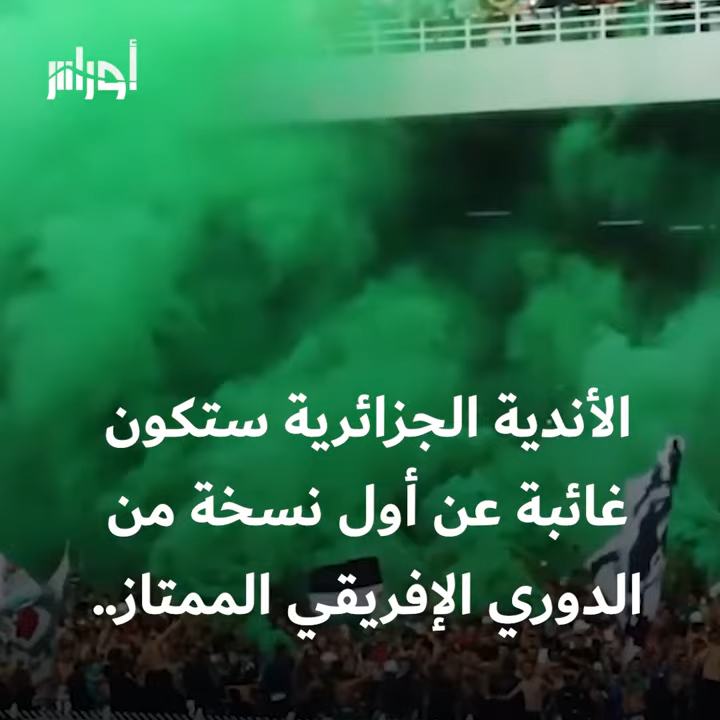 أوراس
الأندية الجزائرية ستكون
غائبة عن أول نسخة من
الدوري الإفريقي الممتاز..